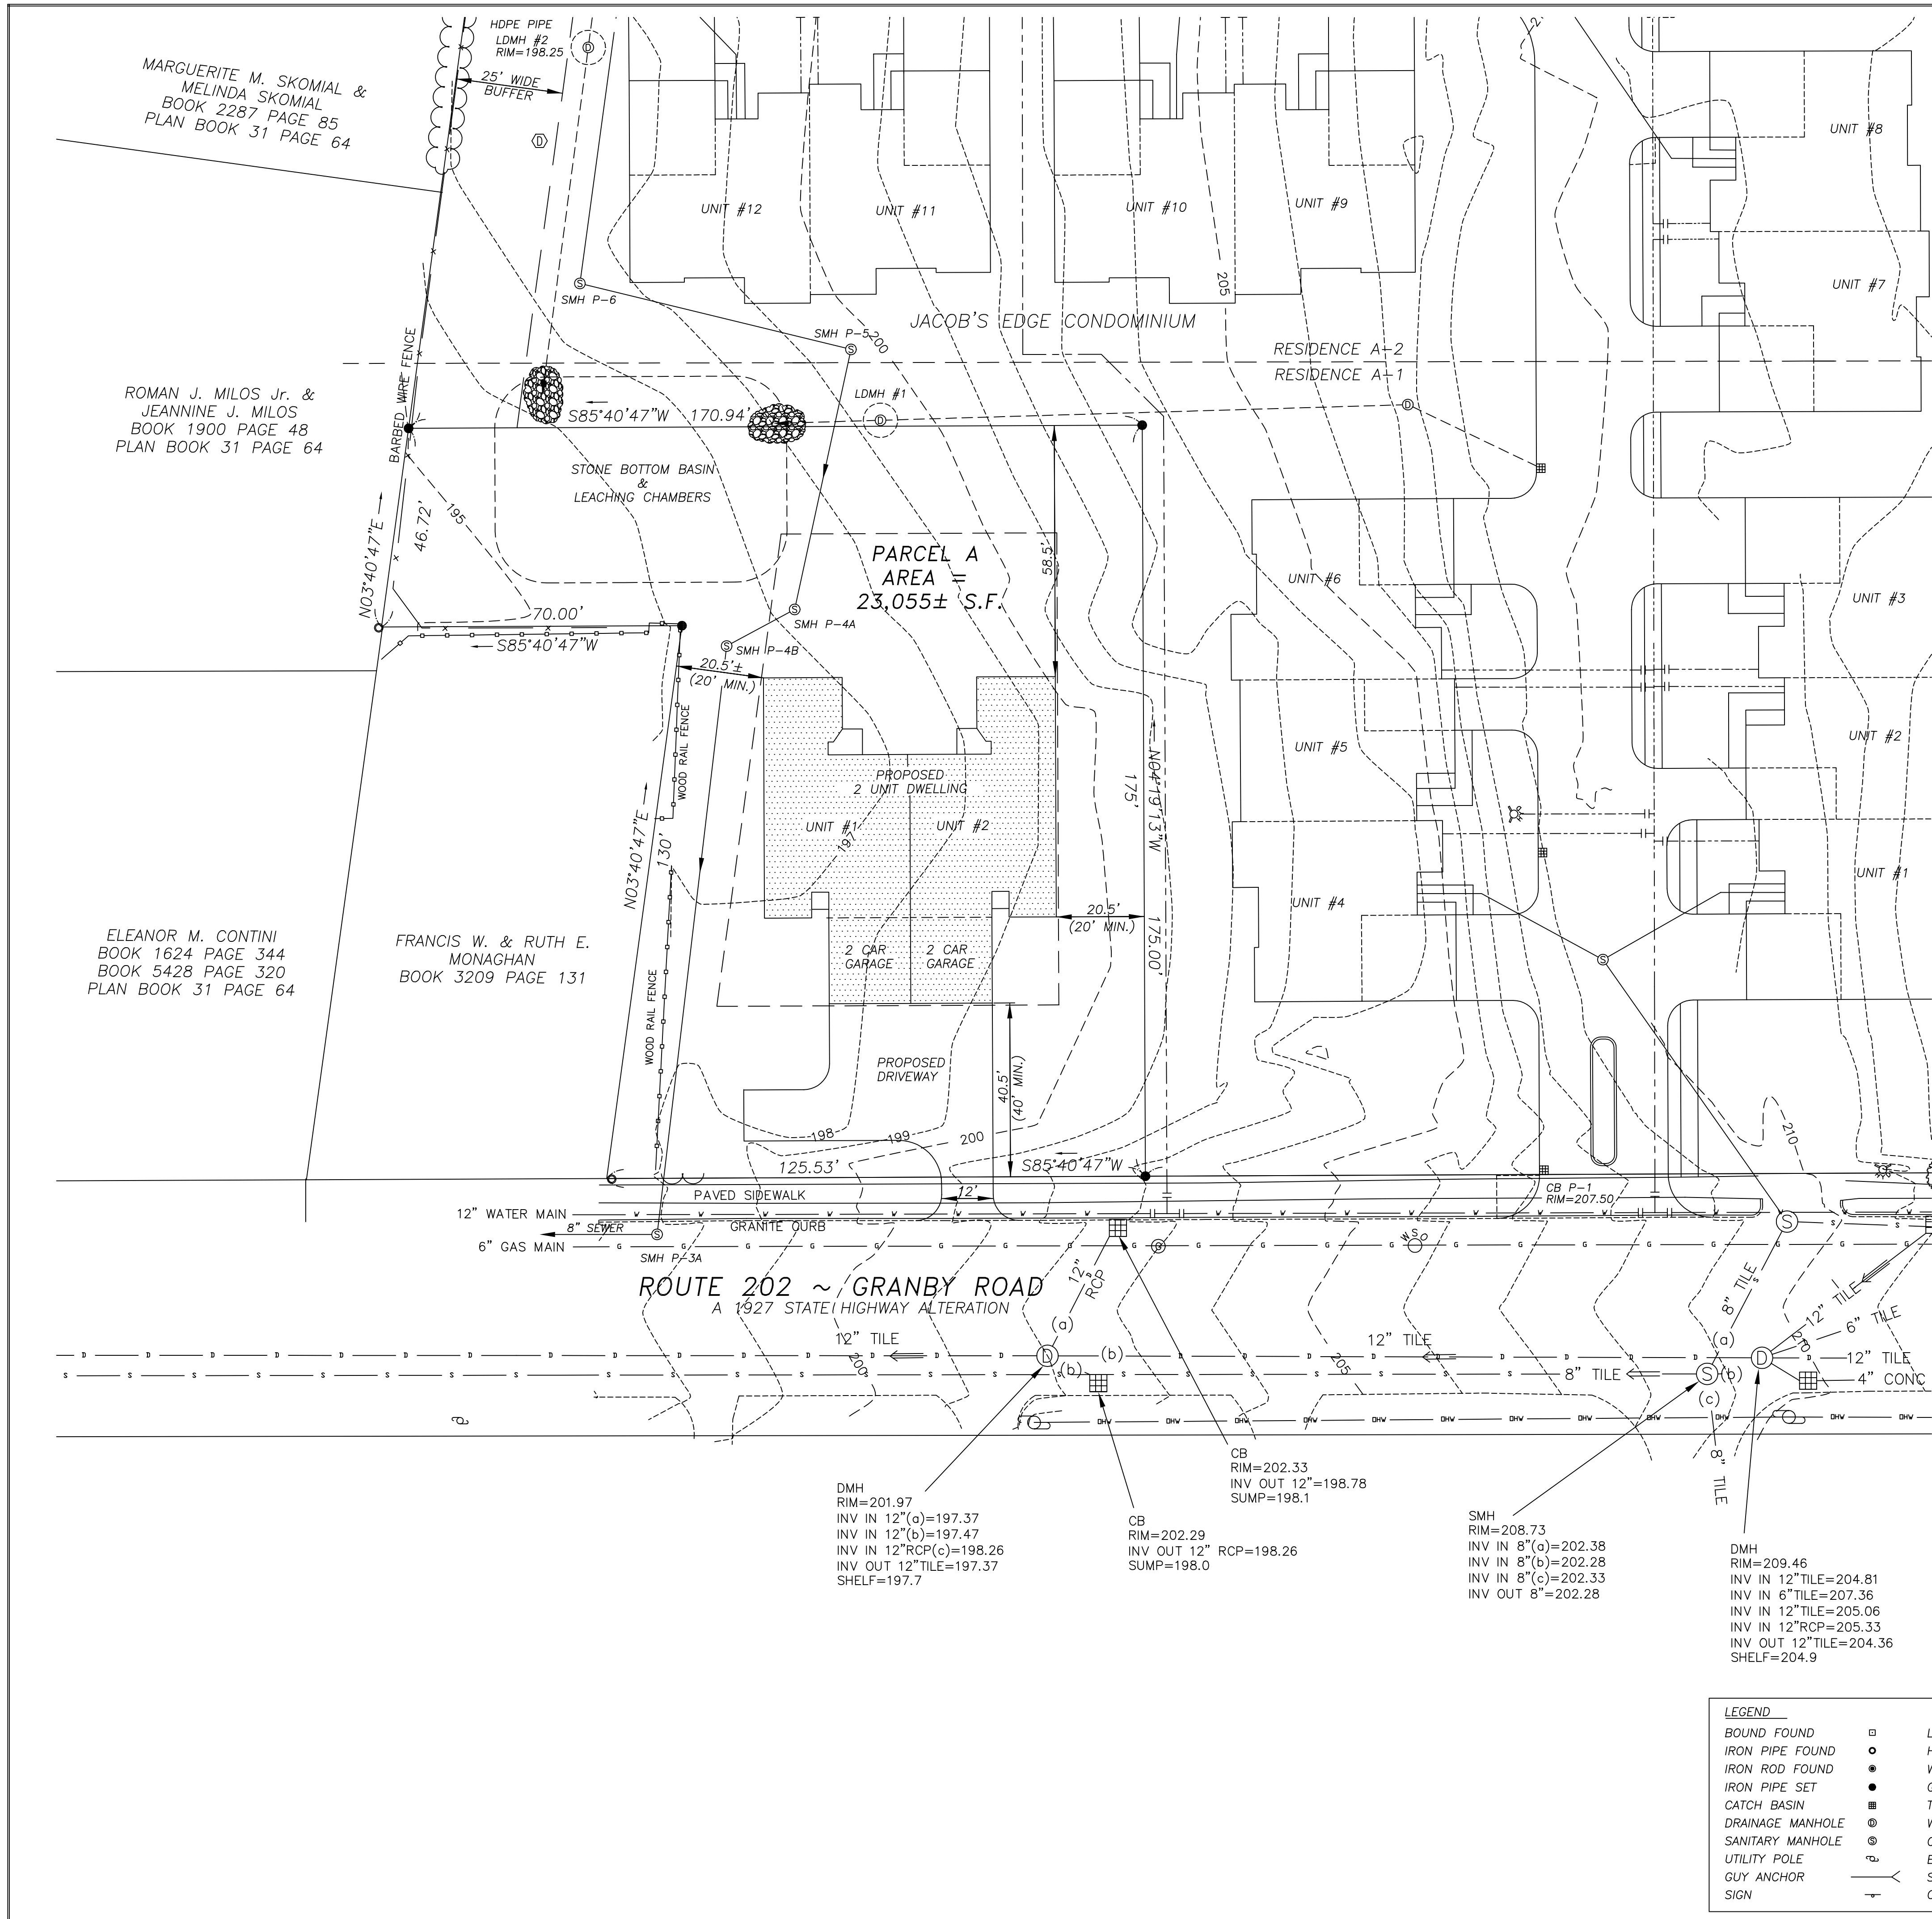 HDPE PIPE
LDMH #2
RIM=198.25
25' WIDE
BUFFER
MARGUERITE M. SKOMIAL &
MELINDA SKOMIAL
BOOK 2287 PAGE 85
PLAN BOOK 31 PAGE 64
D
D
UNIT #12
UNIT #11
UNIT #10
UNIT #9
UNIT #8
UNIT #7
205
S
SMH P-6
SMH P-5
S
200
JACOB'S EDGE CONDOMINIUM
RESIDENCE A-2
RESIDENCE A-1
BARBED WIRE FENCE
ROMAN J. MILOS Jr. &
JEANNINE J. MILOS
BOOK 1900 PAGE 48
PLAN BOOK 31 PAGE 64
S85°40'47"W 170.94'
LDMH #1
D
D
STONE BOTTOM BASIN
&
LEACHING CHAMBERS
195
N03°40'47"E
46.72'
PARCEL A
AREA =
23,055± S.F.
58.5'
UNIT #6
UNIT #3
70.00'
S85°40'47"W
S
SMH P-4A
S
SMH P-4B
20.5'±
(20' MIN.)
WOOD RAIL FENCE
N04°19'13"W
175'
175.00'
UNIT #5
UNIT #2
PROPOSED
2 UNIT DWELLING
UNIT #1
UNIT #2
197
N03°40'47"E
130'
UNIT #4
UNIT #1
20.5'
(20' MIN.)
2 CAR
GARAGE
2 CAR
GARAGE
ELEANOR M. CONTINI
BOOK 1624 PAGE 344
BOOK 5428 PAGE 320
PLAN BOOK 31 PAGE 64
FRANCIS W. & RUTH E.
MONAGHAN
BOOK 3209 PAGE 131
WOOD RAIL FENCE
S
PROPOSED
DRIVEWAY
40.5'
(40' MIN.)
198
199
200
210
125.53'
S85°40'47"W
PAVED SIDEWALK
12'
CB P-1
RIM=207.50
12" WATER MAIN
GRANITE CURB
8" SEWER
S
6" GAS MAIN
SMH P-3A
G
WSO
S
ROUTE 202 ~ GRANBY ROAD
A 1927 STATE HIGHWAY ALTERATION
12"
RCP
8" TILE
12" TILE
6" TILE
210
(a)
(a)
12" TILE
200
D
(b)
(b)
12" TILE
205
8" TILE
S
(b)
(c)
D
12" TILE
4" CONC
8" TILE
OHW
DMH
RIM=201.97
INV IN 12"(a)=197.37
INV IN 12"(b)=197.47
INV IN 12"RCP(c)=198.26
INV OUT 12"TILE=197.37
SHELF=197.7
CB
RIM=202.29
INV OUT 12" RCP=198.26
SUMP=198.0
CB
RIM=202.33
INV OUT 12"=198.78
SUMP=198.1
SMH
RIM=208.73
INV IN 8"(a)=202.38
INV IN 8"(b)=202.28
INV IN 8"(c)=202.33
INV OUT 8"=202.28
DMH
RIM=209.46
INV IN 12"TILE=204.81
INV IN 6"TILE=207.36
INV IN 12"TILE=205.06
INV IN 12"RCP=205.33
INV OUT 12"TILE=204.36
SHELF=204.9
LEGEND
BOUND FOUND
IRON PIPE FOUND
IRON ROD FOUND
IRON PIPE SET
CATCH BASIN
DRAINAGE MANHOLE
SANITARY MANHOLE
UTILITY POLE
GUY ANCHOR
SIGN